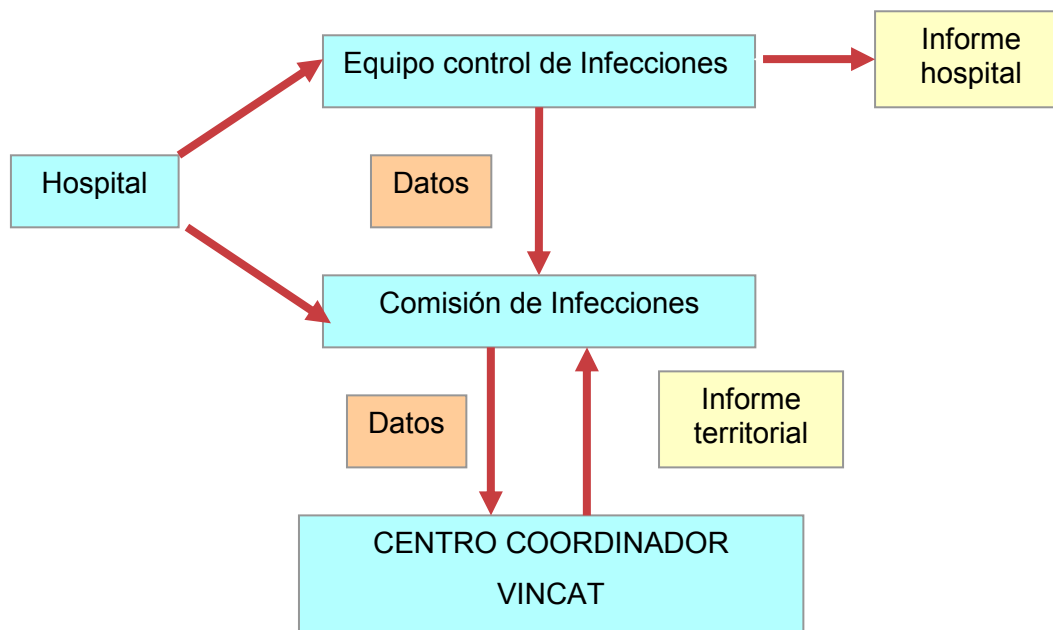 Equipo control de Infecciones
Informe
hospital
Hospital
Datos
Comisión de Infecciones
Datos
Informe
territorial
CENTRO COORDINADOR
VINCAT